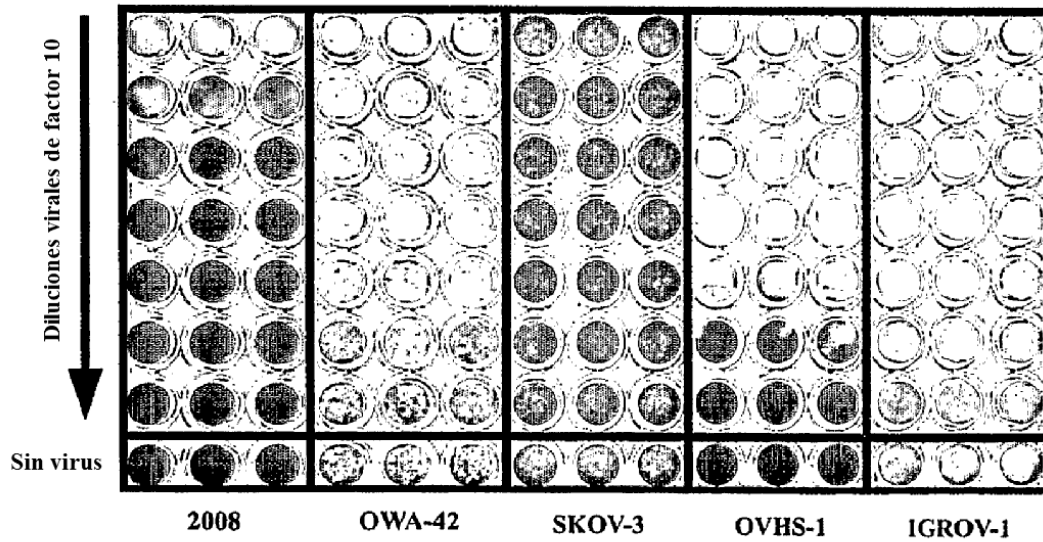 Diluciones virales de factor 10
Sin virus
2008
OWA-42
SKOV-3
OVHS-1
IGROV-1